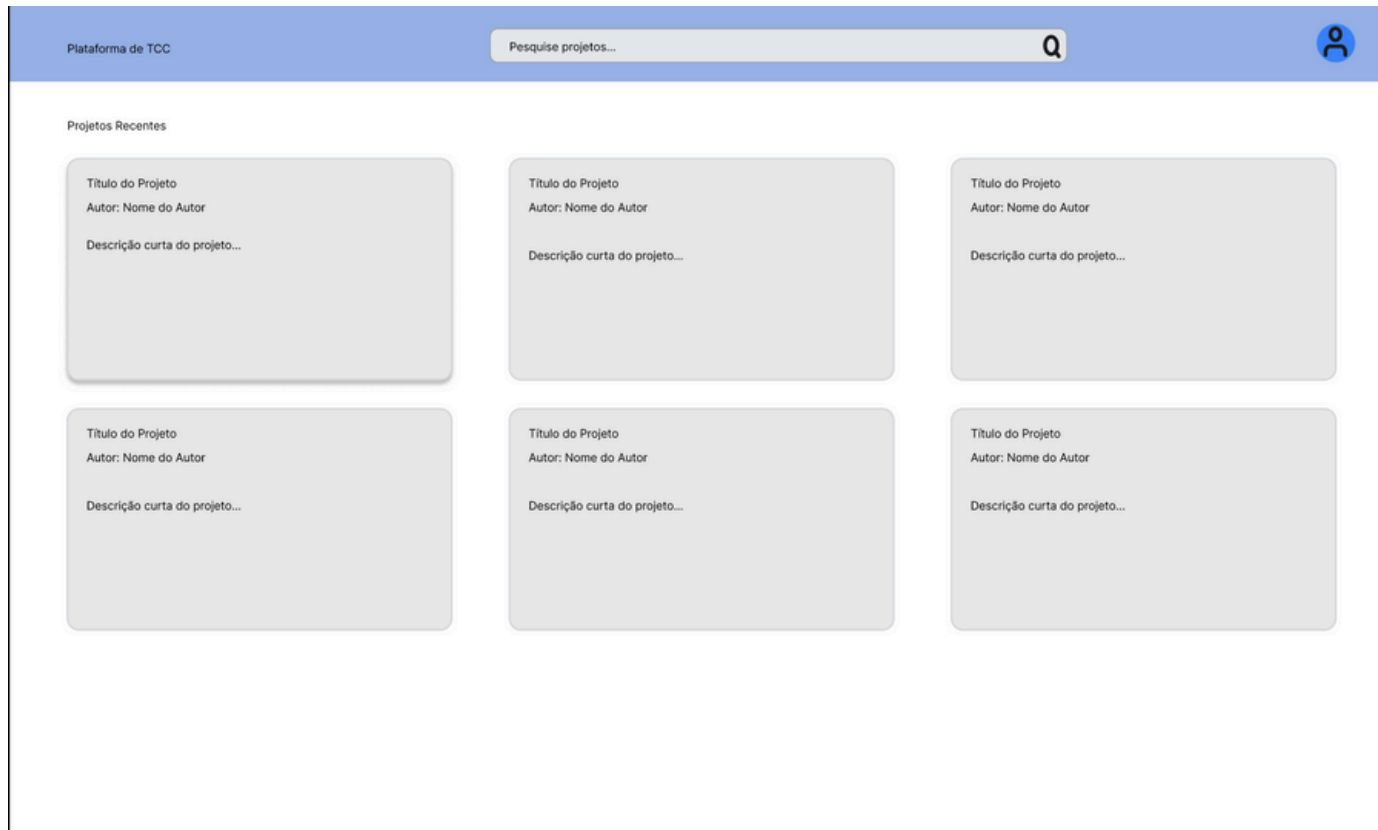 Plataforma de TCC
Pesquise projetos...
Projetos Recentes
Título do Projeto
Autor: Nome do Autor
Descrição curta do projeto...
Título do Projeto
Autor: Nome do Autor
Descrição curta do projeto...
Título do Projeto
Autor: Nome do Autor
Descrição curta do projeto...
Título do Projeto
Autor: Nome do Autor
Descrição curta do projeto...
Título do Projeto
Autor: Nome do Autor
Descrição curta do projeto...
Título do Projeto
Autor: Nome do Autor
Descrição curta do projeto...